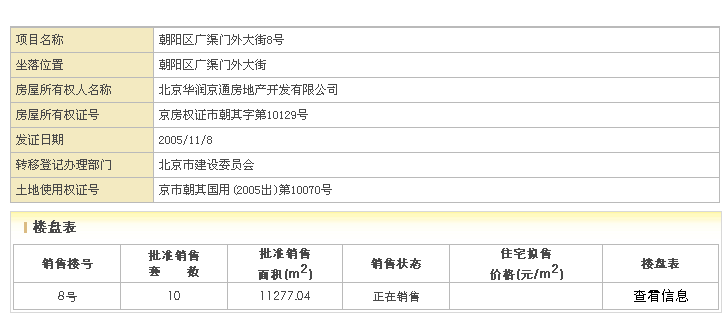 项目名称 朝阳区广渠门外大街8号
坐落位置 朝阳区广渠门外大街
房屋所有权人名称 北京华润京通房地产开发有限公司
房屋所有权证号 京房权证市朝其字第10129号
发证日期 2005/11/8
转移登记办理部门 北京市建设委员会
土地使用权证号 京市朝其国用(2005出)第10070号
楼盘表
销售楼号 批准销售套 数 批准销售面积(m2) 销售状态 住宅拟售价格(元/m2) 楼盘表
8号 10 11277.04 正在销售 查看信息